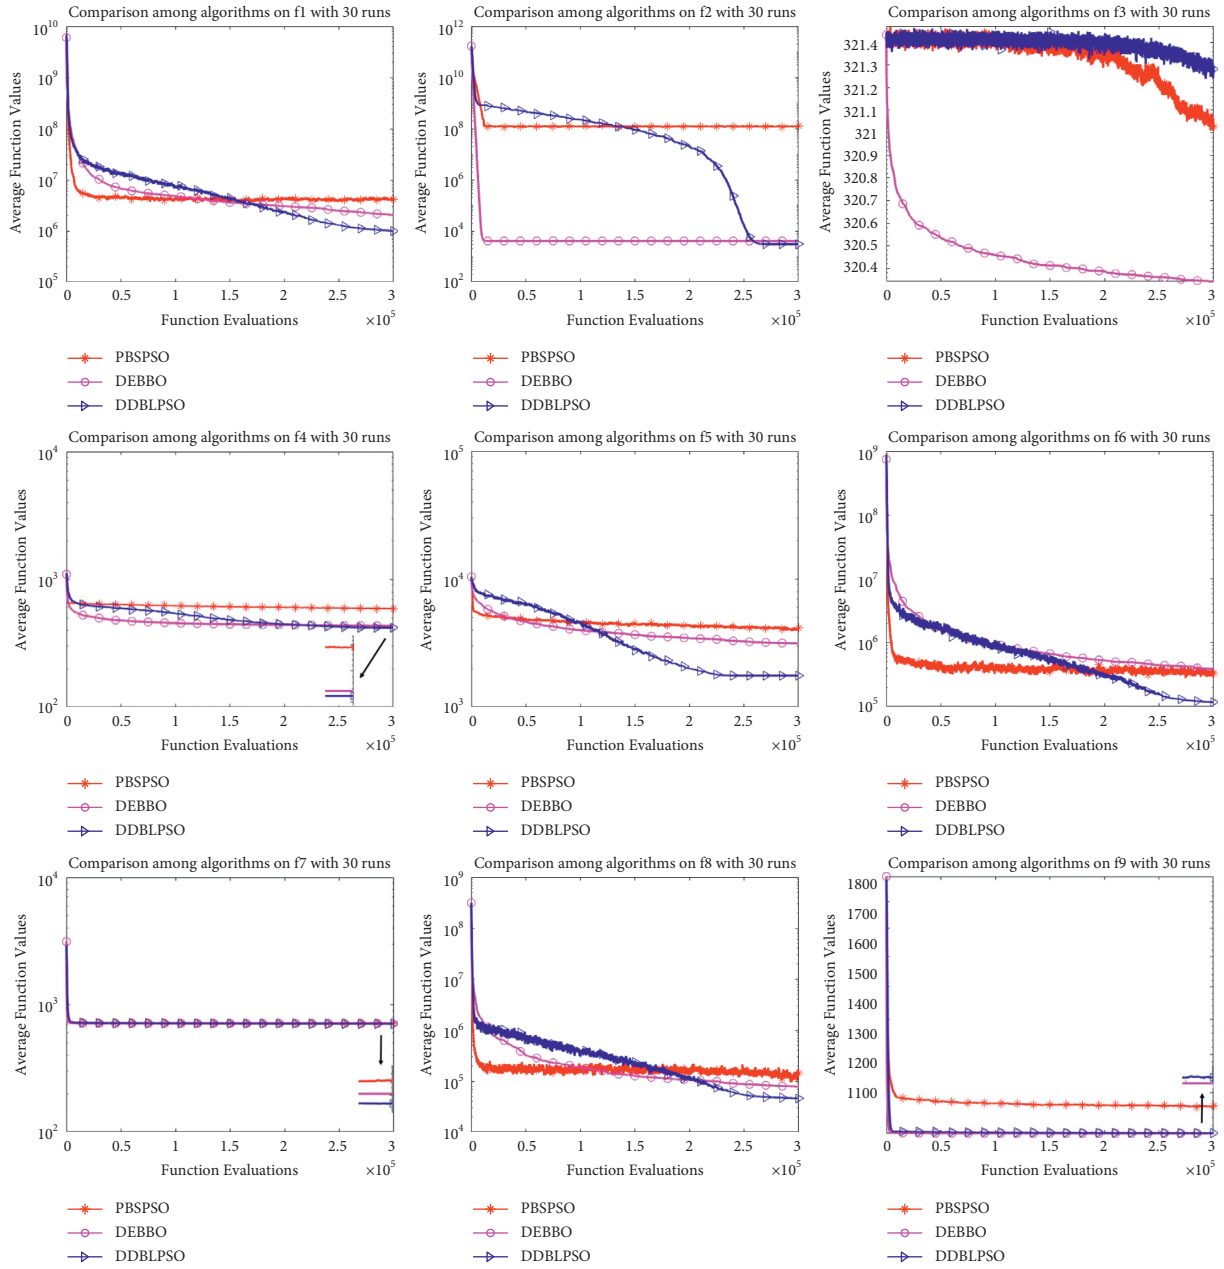 Comparison among algorithms on f1 with 30 runs
10^10
10^9
10^8
10^7
10^6
10^5
Average Function Values
0 0.5 1 1.5 2 2.5 3
Function Evaluations ×10^5
PBSPSO
DEBBO
DDBLPSO
Comparison among algorithms on f2 with 30 runs
10^12
10^10
10^8
10^6
10^4
10^2
Average Function Values
0 0.5 1 1.5 2 2.5 3
Function Evaluations ×10^5
PBSPSO
DEBBO
DDBLPSO
Comparison among algorithms on f3 with 30 runs
321.4
321.3
321.2
321.1
321
320.9
320.8
320.7
320.6
320.5
320.4
Average Function Values
0 0.5 1 1.5 2 2.5 3
Function Evaluations ×10^5
PBSPSO
DEBBO
DDBLPSO
Comparison among algorithms on f4 with 30 runs
10^4
10^3
10^2
Average Function Values
0 0.5 1 1.5 2 2.5 3
Function Evaluations ×10^5
PBSPSO
DEBBO
DDBLPSO
Comparison among algorithms on f5 with 30 runs
10^5
10^4
10^3
Average Function Values
0 0.5 1 1.5 2 2.5 3
Function Evaluations ×10^5
PBSPSO
DEBBO
DDBLPSO
Comparison among algorithms on f6 with 30 runs
10^9
10^8
10^7
10^6
10^5
Average Function Values
0 0.5 1 1.5 2 2.5 3
Function Evaluations ×10^5
PBSPSO
DEBBO
DDBLPSO
Comparison among algorithms on f7 with 30 runs
10^4
10^3
10^2
Average Function Values
0 0.5 1 1.5 2 2.5 3
Function Evaluations ×10^5
PBSPSO
DEBBO
DDBLPSO
Comparison among algorithms on f8 with 30 runs
10^9
10^8
10^7
10^6
10^5
10^4
Average Function Values
0 0.5 1 1.5 2 2.5 3
Function Evaluations ×10^5
PBSPSO
DEBBO
DDBLPSO
Comparison among algorithms on f9 with 30 runs
1800
1700
1600
1500
1400
1300
1200
1100
Average Function Values
0 0.5 1 1.5 2 2.5 3
Function Evaluations ×10^5
PBSPSO
DEBBO
DDBLPSO